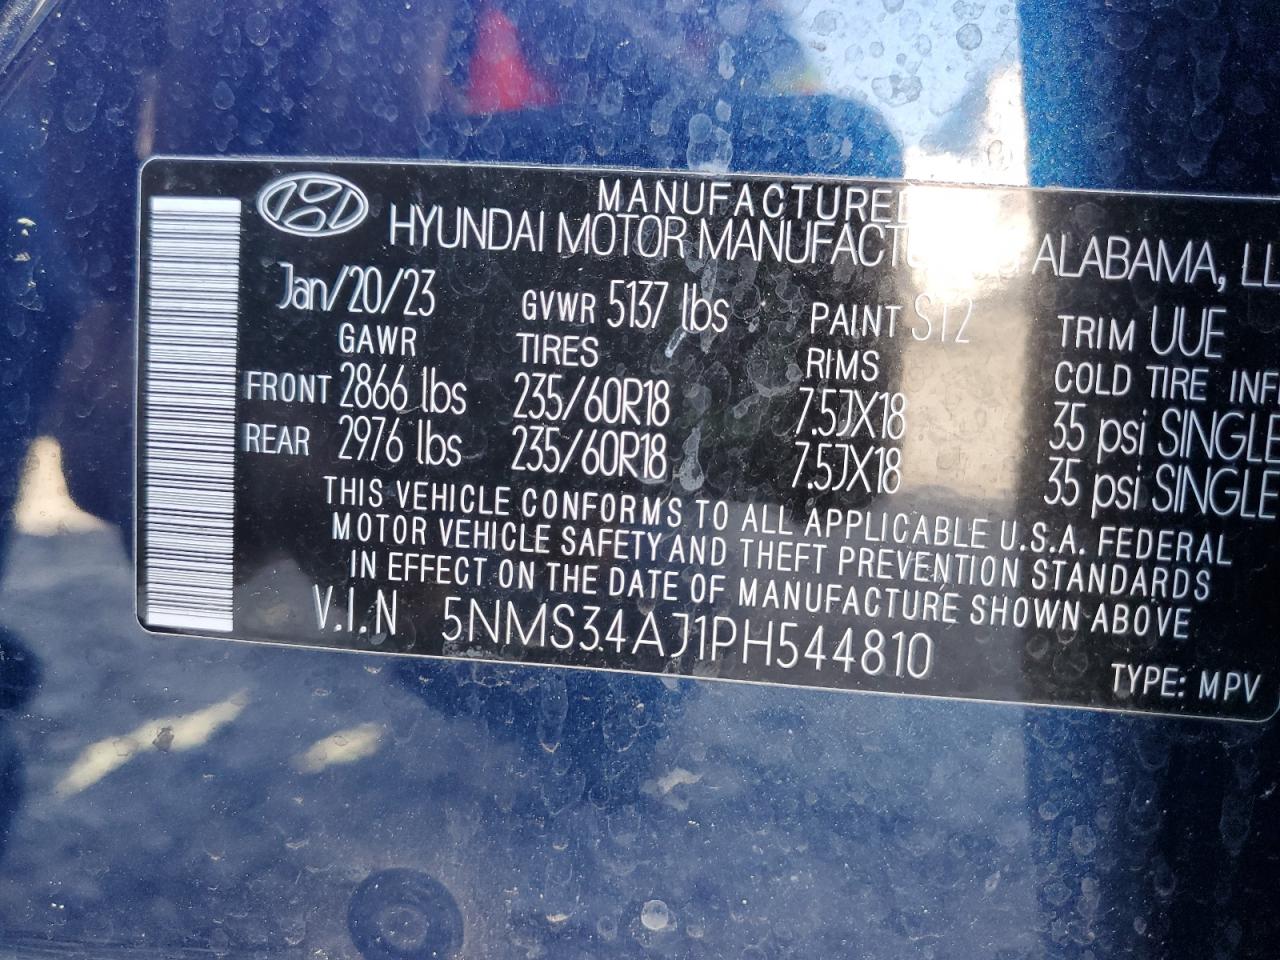 MANUFACTURED
HYUNDAI MOTOR MANUFACTURING ALABAMA, LL
Jan/20/23 GVWR 5137 lbs PAINT ST2 TRIM UUE
GAWR TIRES RIMS COLD TIRE INF
FRONT 2866 lbs 235/60R18 7.5JX18 35 psi SINGLE
REAR 2976 lbs 235/60R18 7.5JX18 35 psi SINGLE
THIS VEHICLE CONFORMS TO ALL APPLICABLE U.S.A. FEDERAL
MOTOR VEHICLE SAFETY AND THEFT PREVENTION STANDARDS
IN EFFECT ON THE DATE OF MANUFACTURE SHOWN ABOVE
V.I.N 5NMS34AJ1PH544810
TYPE: MPV